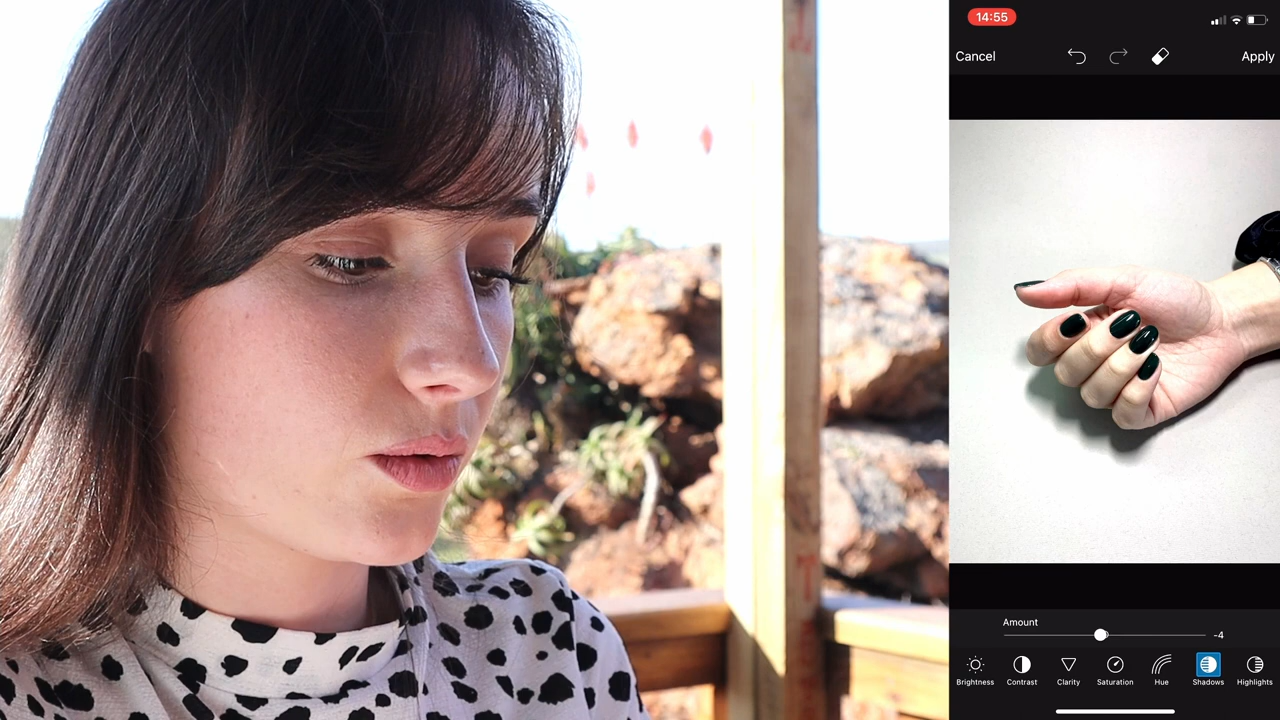 14:55
Cancel
Apply
Amount
-4
Brightness
Contrast
Clarity
Saturation
Hue
Shadows
Highlights